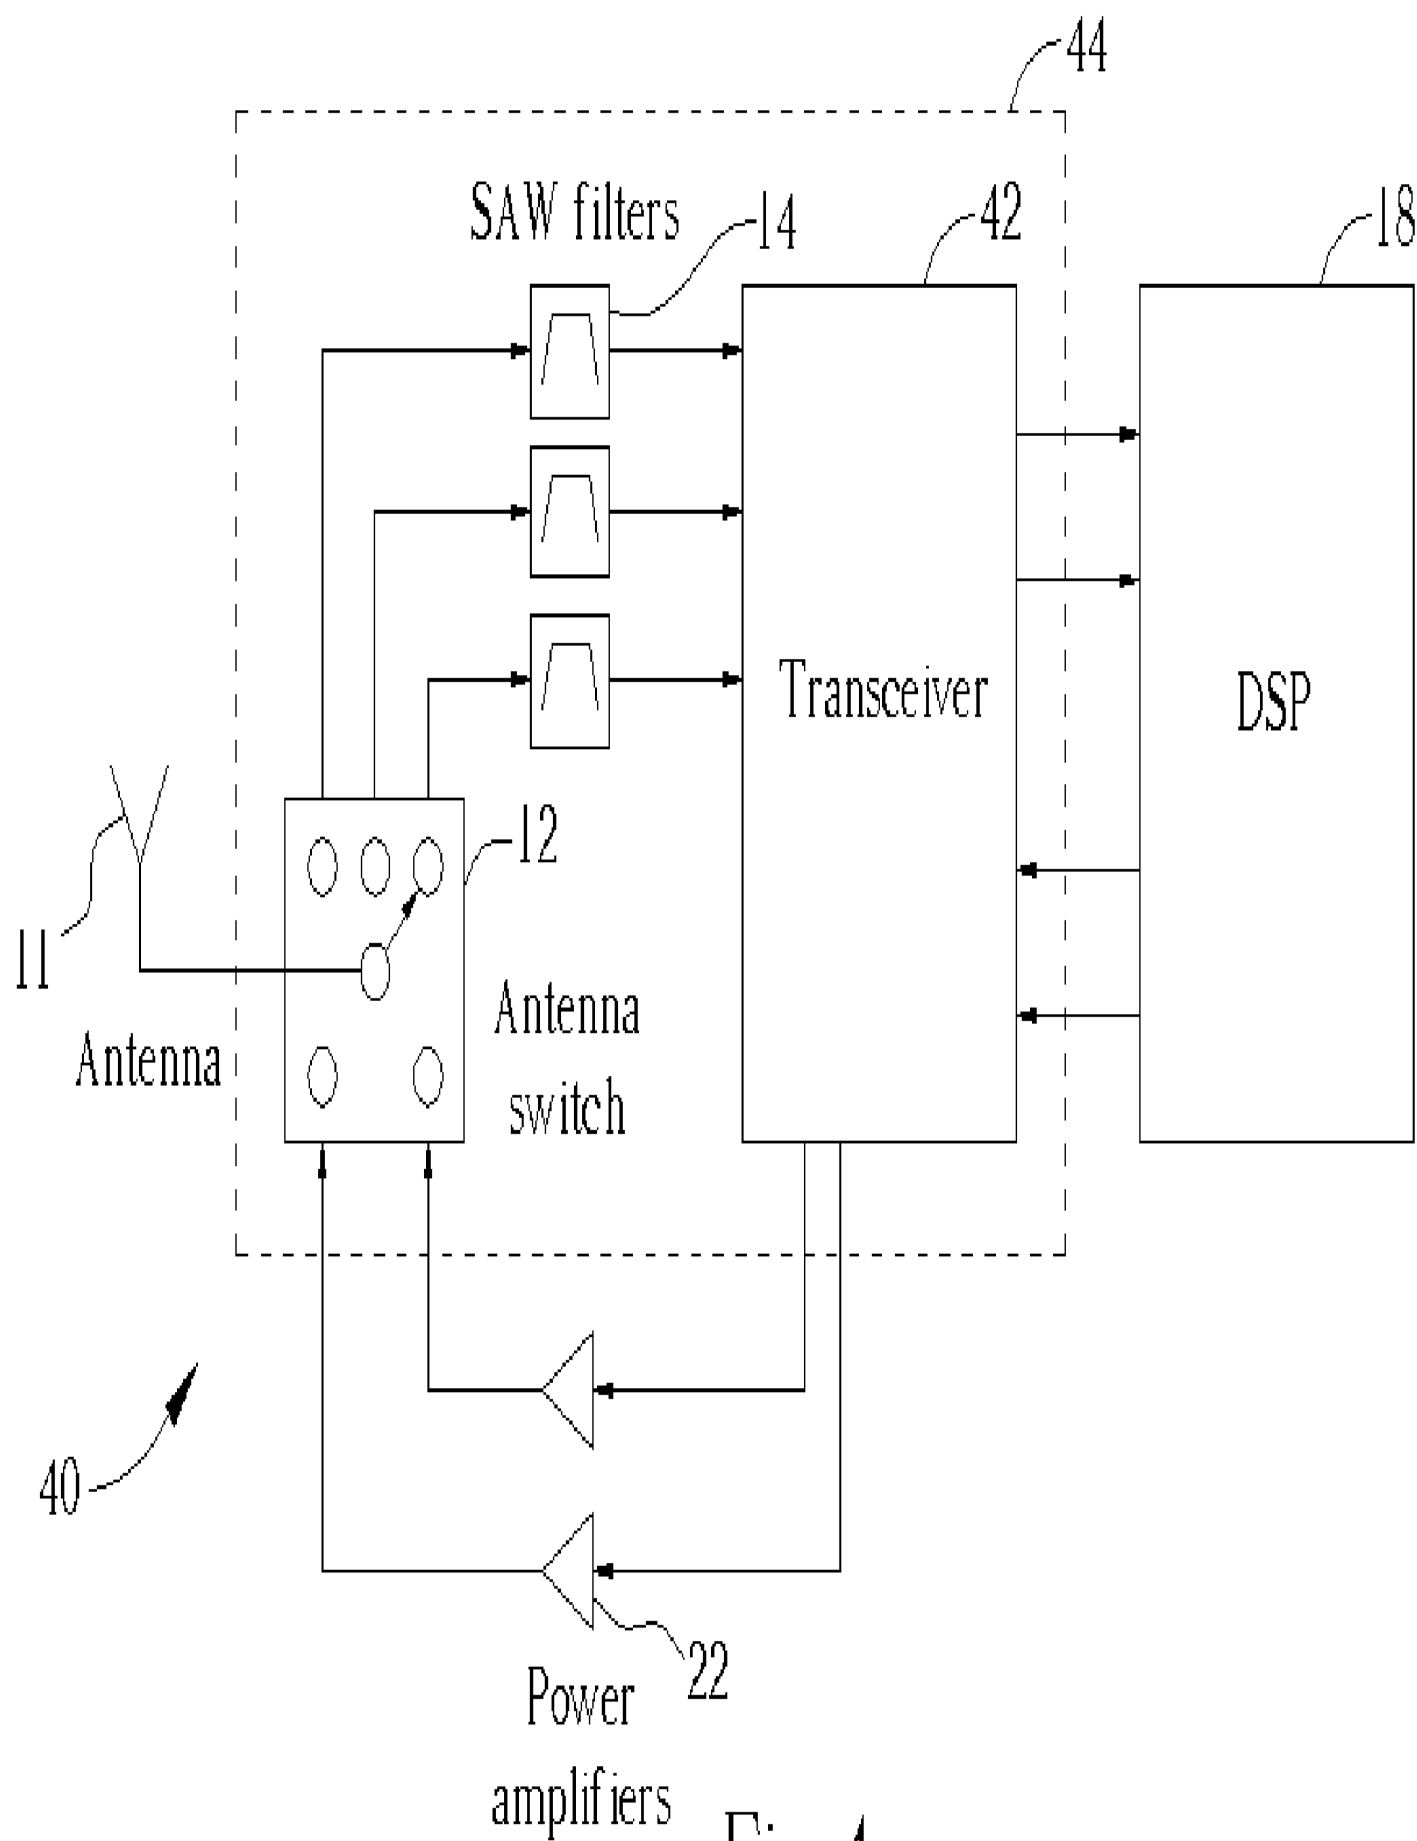 44
SAW filters
14
42
18
Transceiver
DSP
12
11
Antenna
switch
Antenna
40
22
Power
amplifiers